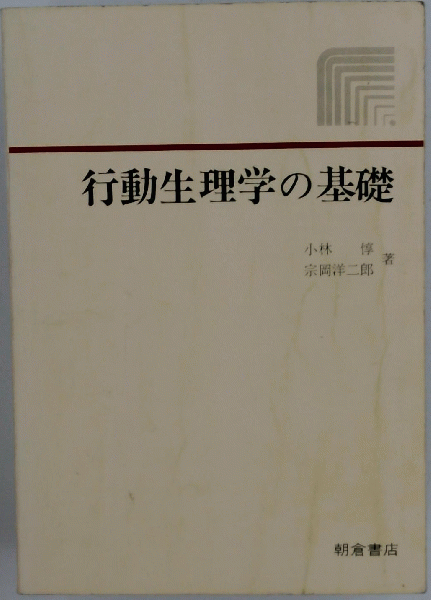 行動生理学の基礎
小林 惇
宗岡洋二郎
著
朝倉書店